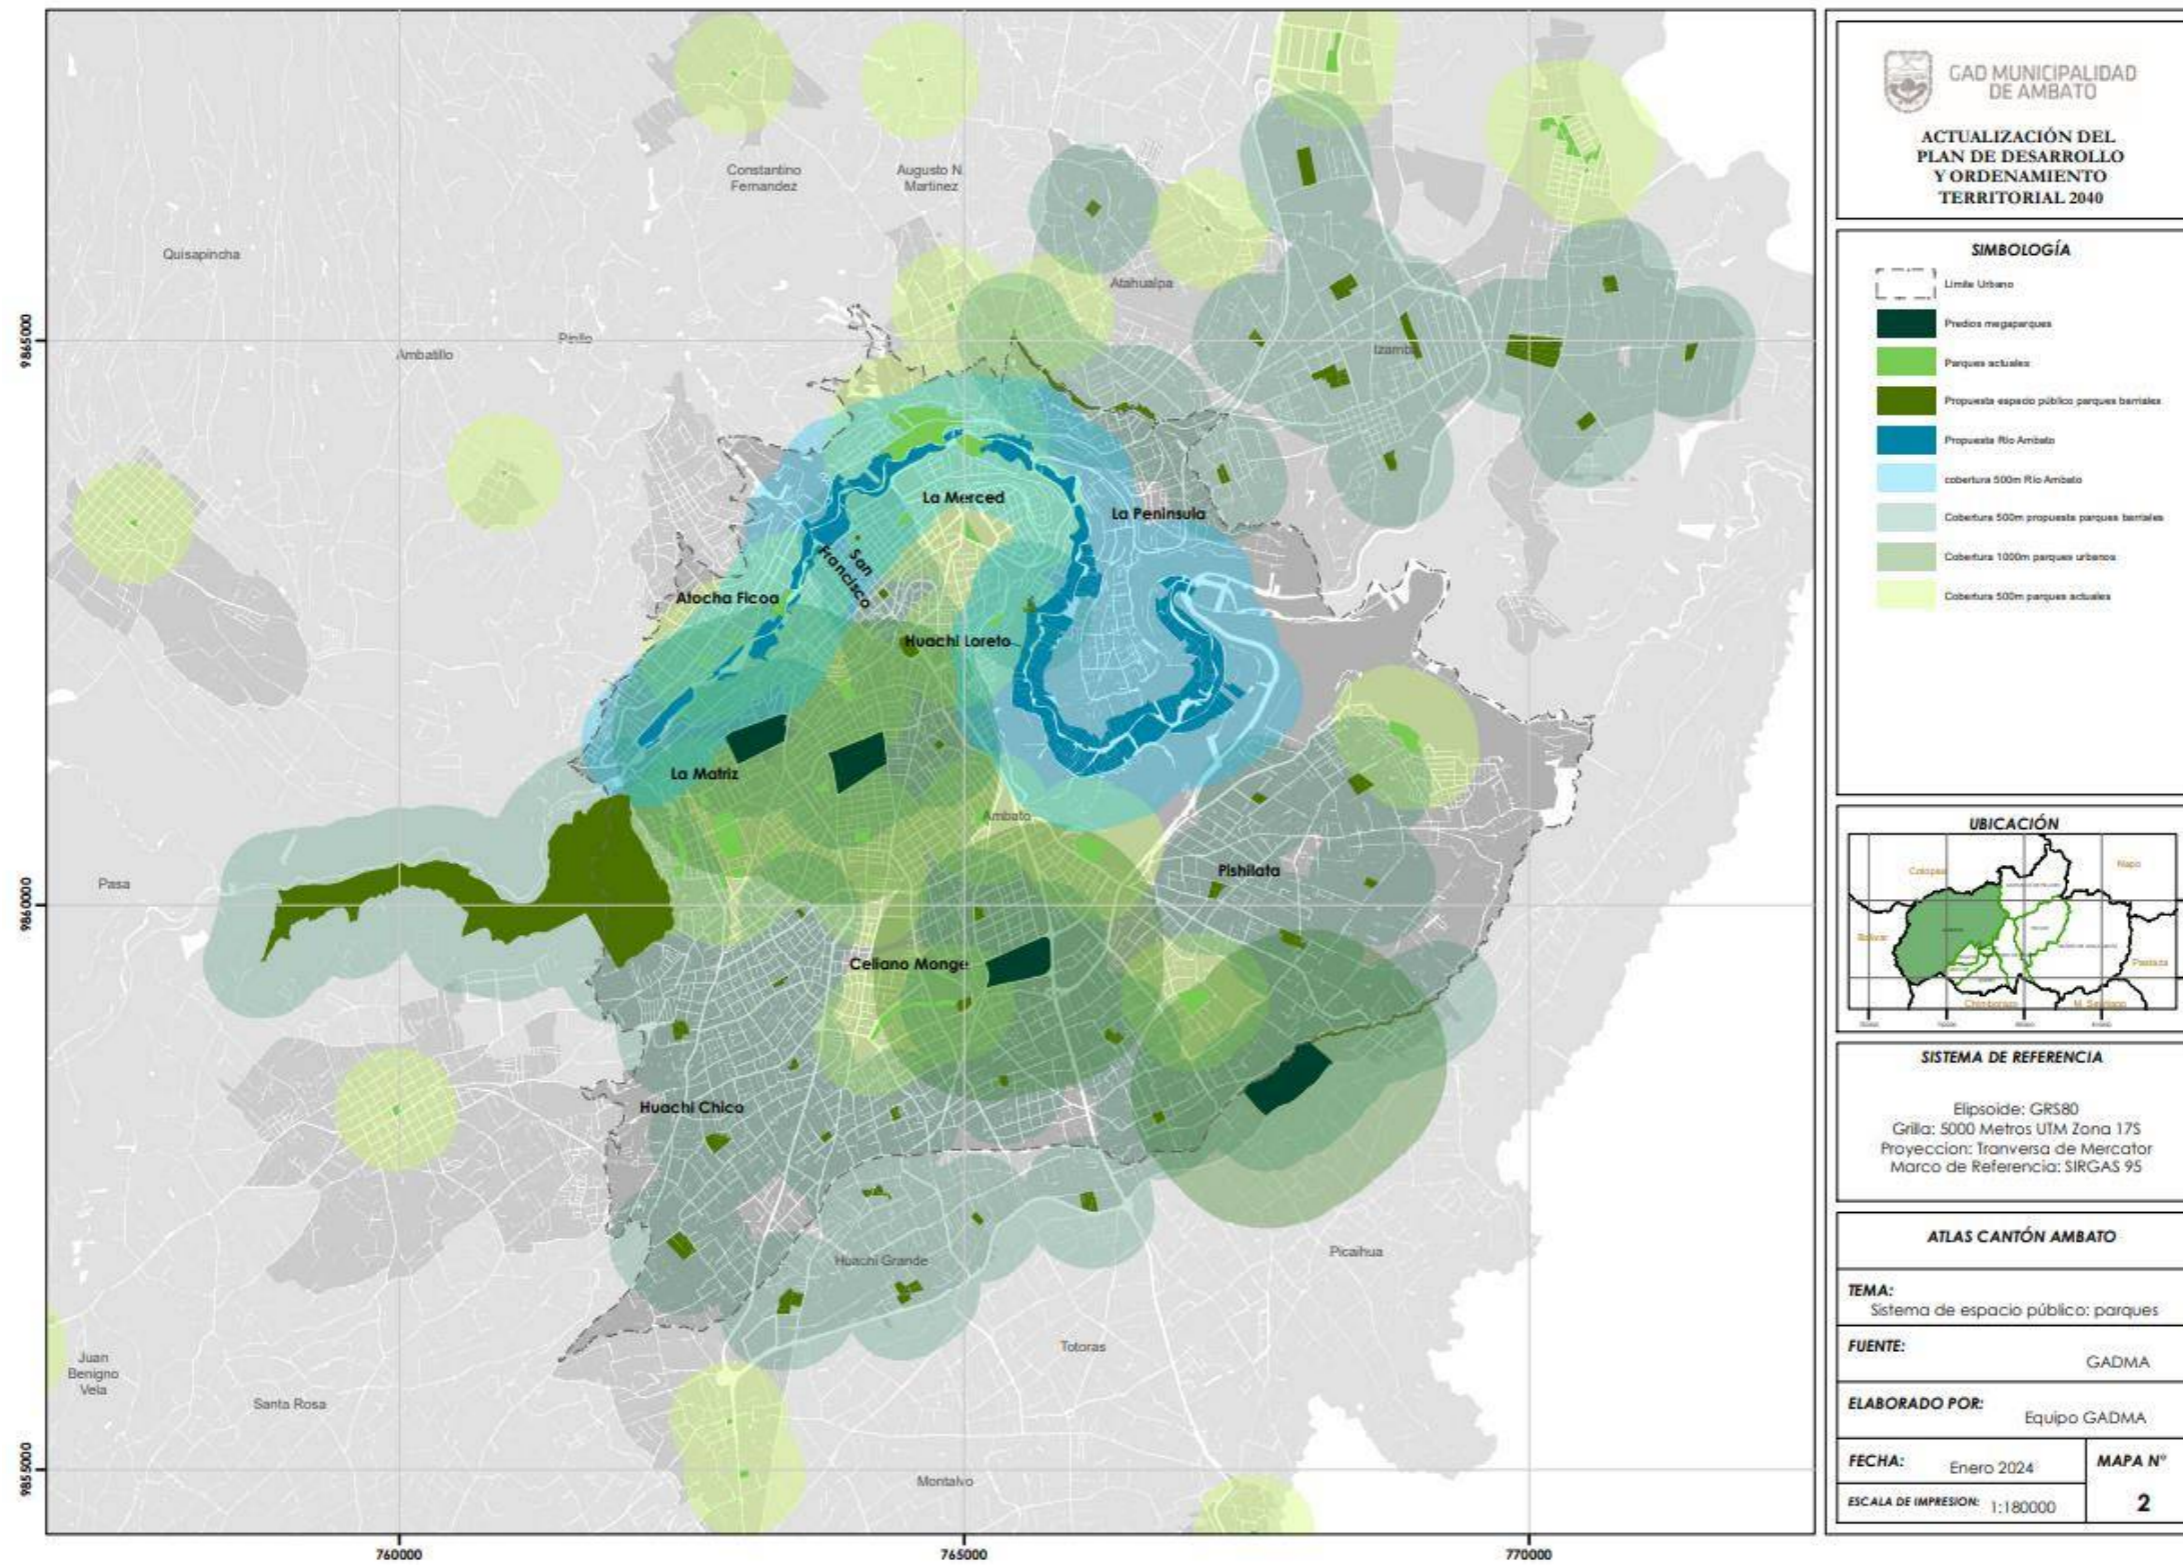 Constantino
Fernandez
Augusto N.
Martinez
Quisapincha
Atahualpa
Ambatillo
Pinllo
Izamba
La Merced
La Peninsula
San
Francisco
Atocha Ficoa
Huachi Loreto
La Matriz
Ambato
Pishilata
Pasa
Celiano Monge
Huachi Chico
Huachi Grande
Picaihua
Totoras
Juan
Benigno
Vela
Santa Rosa
Montalvo
9865000
9860000
9855000
760000
765000
770000
GAD MUNICIPALIDAD
DE AMBATO
ACTUALIZACIÓN DEL
PLAN DE DESARROLLO
Y ORDENAMIENTO
TERRITORIAL 2040
SIMBOLOGÍA
Limite Urbano
Predios megaparques
Parques actuales
Propuesta espacio público parques barriales
Propuesta Río Ambato
cobertura 500m Río Ambato
Cobertura 500m propuesta parques barriales
Cobertura 1000m parques urbanos
Cobertura 500m parques actuales
UBICACIÓN
Cotopaxi
Napo
Bolivar
Pastaza
Chimborazo
M. Santiago
SISTEMA DE REFERENCIA
Elipsoide: GRS80
Grilla: 5000 Metros UTM Zona 17S
Proyeccion: Tranversa de Mercator
Marco de Referencia: SIRGAS 95
ATLAS CANTÓN AMBATO
TEMA:
Sistema de espacio público: parques
FUENTE:
GADMA
ELABORADO POR:
Equipo GADMA
FECHA: Enero 2024
MAPA N°
2
ESCALA DE IMPRESION: 1:180000